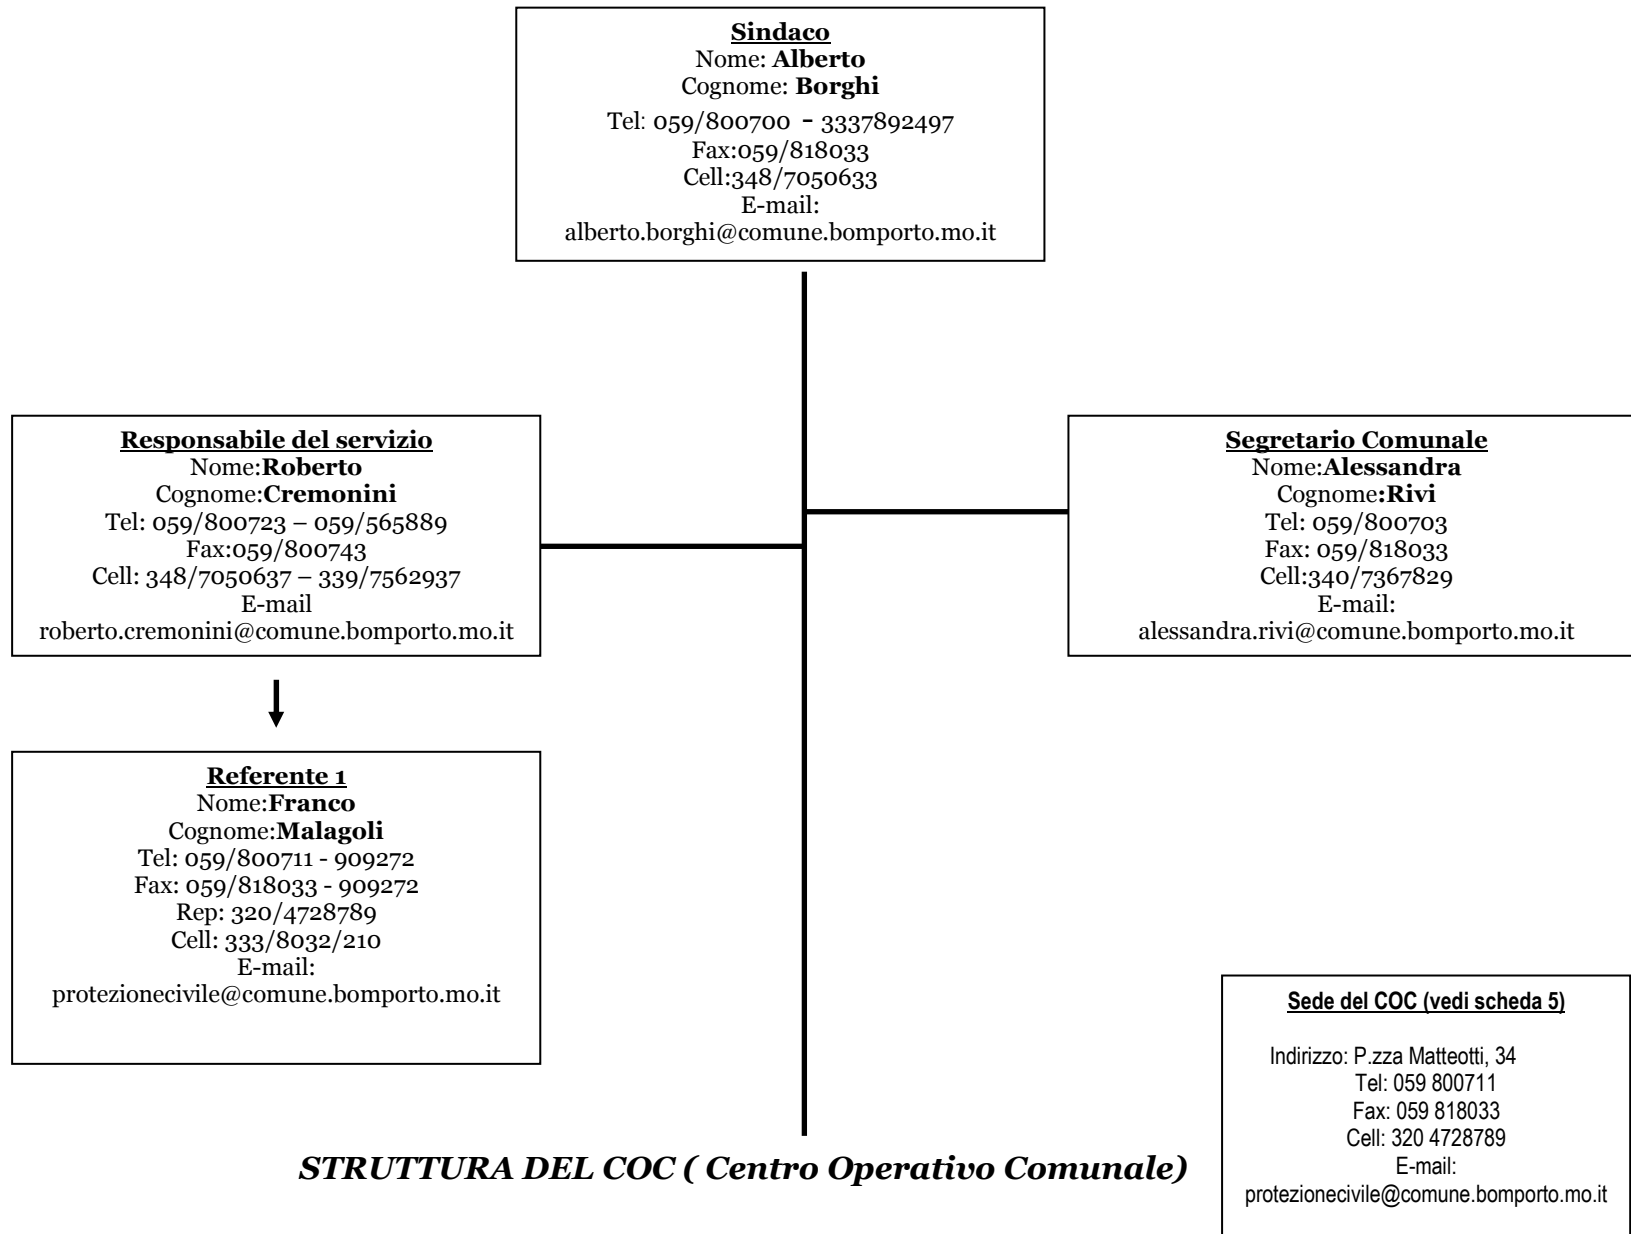 Sindaco
Nome: Alberto
Cognome: Borghi
Tel: 059/800700 - 3337892497
Fax:059/818033
Cell:348/7050633
E-mail:
alberto.borghi@comune.bomporto.mo.it
Responsabile del servizio
Nome:Roberto
Cognome:Cremonini
Tel: 059/800723 – 059/565889
Fax:059/800743
Cell: 348/7050637 – 339/7562937
E-mail
roberto.cremonini@comune.bomporto.mo.it
Segretario Comunale
Nome:Alessandra
Cognome:Rivi
Tel: 059/800703
Fax: 059/818033
Cell:340/7367829
E-mail:
alessandra.rivi@comune.bomporto.mo.it
Referente 1
Nome:Franco
Cognome:Malagoli
Tel: 059/800711 - 909272
Fax: 059/818033 - 909272
Rep: 320/4728789
Cell: 333/8032/210
E-mail:
protezionecivile@comune.bomporto.mo.it
Sede del COC (vedi scheda 5)
Indirizzo: P.zza Matteotti, 34
Tel: 059 800711
Fax: 059 818033
Cell: 320 4728789
E-mail:
protezionecivile@comune.bomporto.mo.it
STRUTTURA DEL COC ( Centro Operativo Comunale)